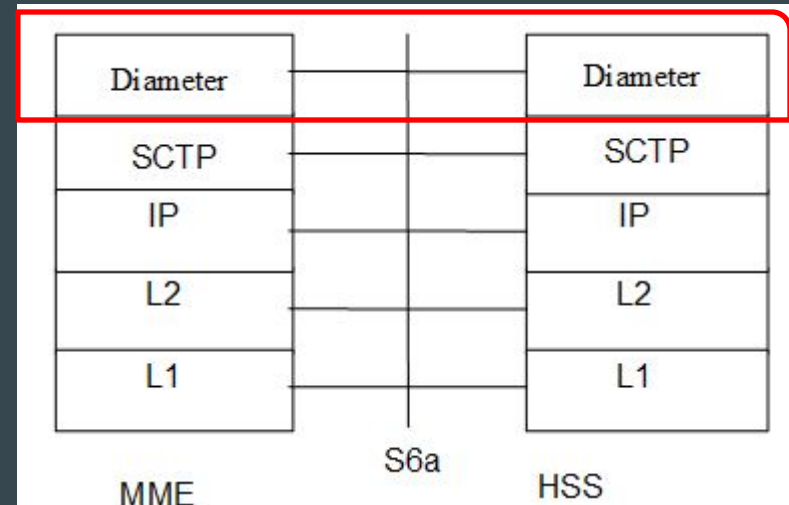 Diameter Diameter
SCTP SCTP
IP IP
L2 L2
L1 L1
S6a
MME HSS